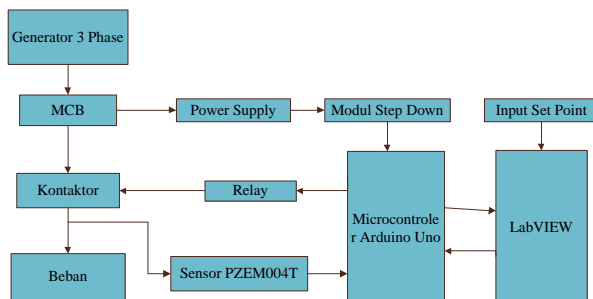 Generator 3 Phase
MCB
Power Supply
Modul Step Down
Input Set Point
Kontaktor
Relay
Microcontrole
r Arduino Uno
LabVIEW
Beban
Sensor PZEM004T